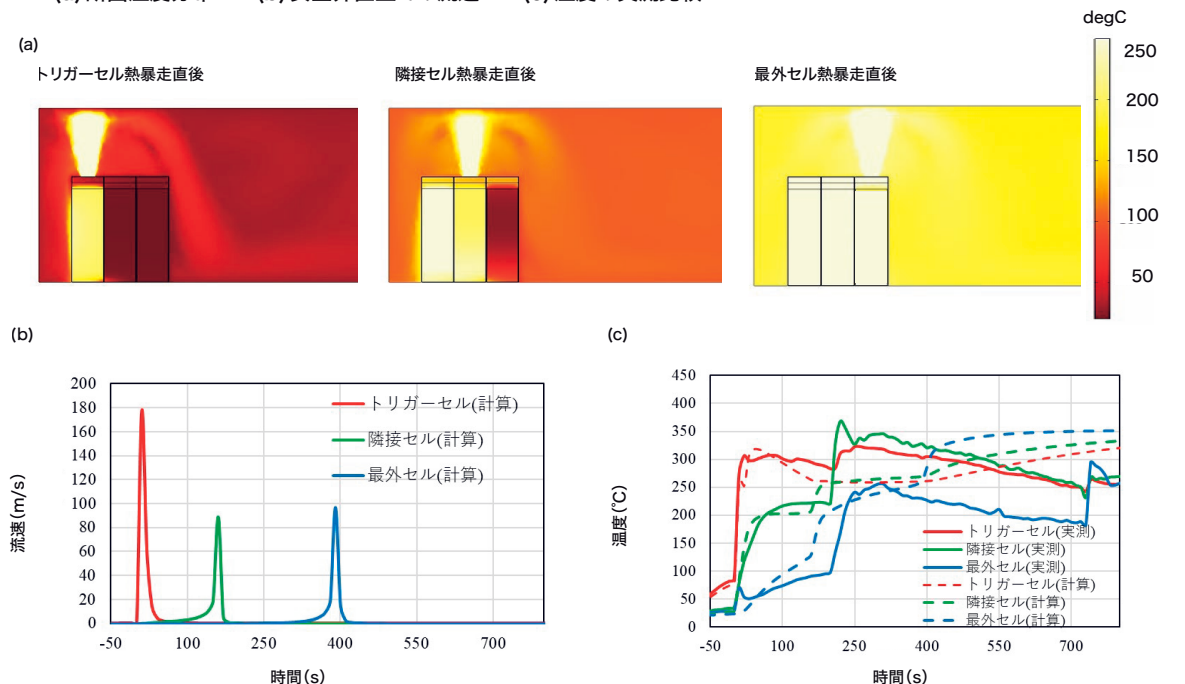 degC
(a)
トリガーセル熱暴走直後
隣接セル熱暴走直後
最外セル熱暴走直後
250
200
150
100
50
(b)
200
180
160
140
120
100
80
60
40
20
0
流速(m/s)
-50
100
250
400
550
700
時間(s)
トリガーセル(計算)
隣接セル(計算)
最外セル(計算)
(c)
450
400
350
300
250
200
150
100
50
0
温度(℃)
-50
100
250
400
550
700
時間(s)
トリガーセル(実測)
隣接セル(実測)
最外セル(実測)
トリガーセル(計算)
隣接セル(計算)
最外セル(計算)